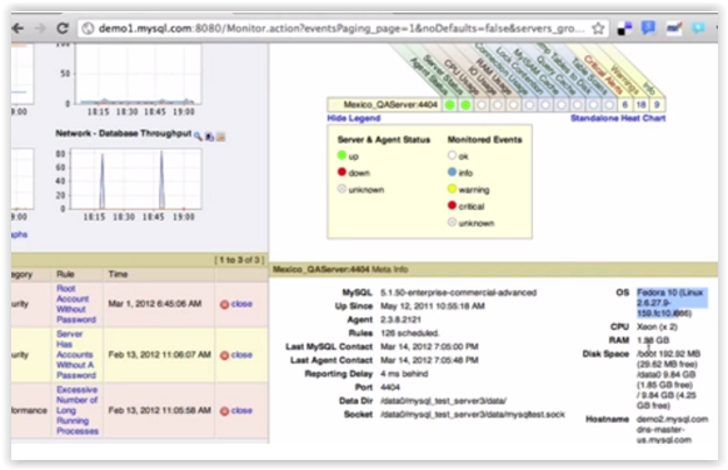 demo1.mysql.com:8080/Monitor.action?eventsPaging_page=1&noDefaults=false&servers_gro...
Agent Status
Server Status
CPU Usage
RAM Usage
IO Usage
Lock Contention
Connection Usage
MyISAM Cache
Query Cache
Temp Tables To Disk
Table
Critical Alerts
Warnings
Info
Mexico_QAServer:4404 6 18 9
Hide Legend Standalone Heat Chart
100
50
0
9:00 18:15 18:30 18:45 19:00
Network - Database Throughput
80
60
40
20
0
9:00 18:15 18:30 18:45 19:00
aphs
Server & Agent Status
up
down
unknown
Monitored Events
ok
info
warning
critical
unknown
[ 1 to 3 of 3 ]
egory Rule Time
urity Root Account Without Password Mar 1, 2012 6:45:06 AM close
urity Server Has Accounts Without A Password Feb 13, 2012 11:06:07 AM close
ormance Excessive Number of Long Running Processes Feb 13, 2012 11:05:58 AM close
Mexico_QAServer:4404 Meta Info
MySQL 5.1.50-enterprise-commercial-advanced
Up Since May 12, 2011 10:55:18 AM
Agent 2.3.8.2121
Rules 126 scheduled.
Last MySQL Contact Mar 14, 2012 7:05:00 PM
Last Agent Contact Mar 14, 2012 7:05:48 PM
Reporting Delay 4 ms behind
Port 4404
Data Dir /data0/mysql_test_server3/data/
Socket /data0/mysql_test_server3/data/mysqltest.sock
OS Fedora 10 (Linux
2.6.27.9-
159.fc10.i686)
CPU Xeon (x 2)
RAM 1.98 GB
Disk Space /boot 192.92 MB
(29.62 MB free)
/data0 9.84 GB
(1.85 GB free)
/ 9.84 GB (4.25
GB free)
Hostname demo2.mysql.com
dns-master-
us.mysql.com